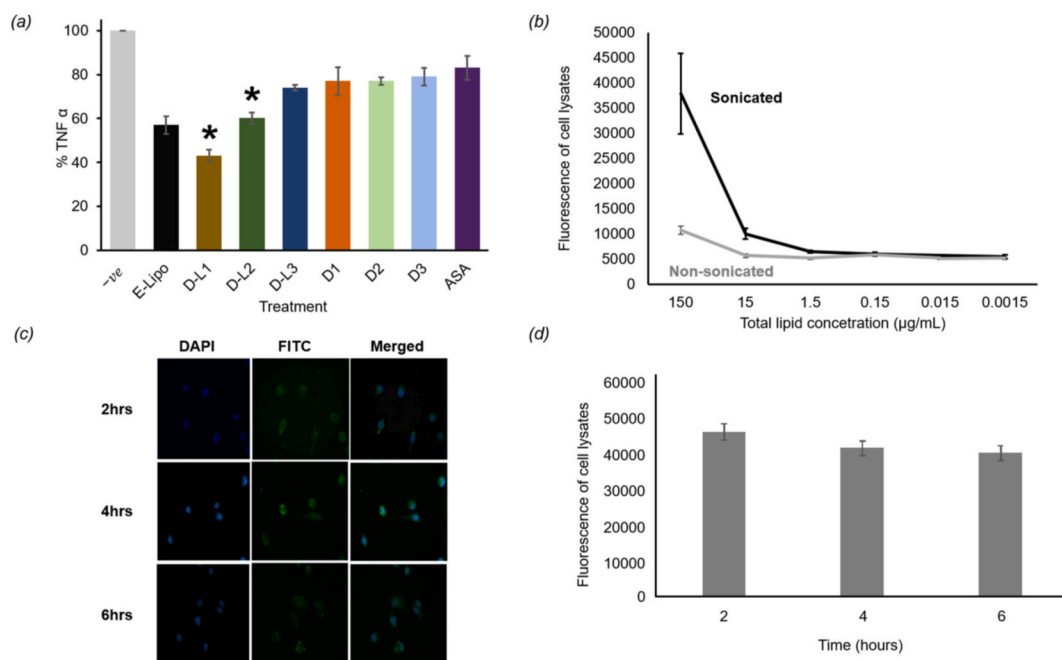 (a)
% TNF α
100
80
60
40
20
0
*
*
–ve
E-Lipo
D-L1
D-L2
D-L3
D1
D2
D3
ASA
Treatment
(b)
Fluorescence of cell lysates
50000
45000
40000
35000
30000
25000
20000
15000
10000
5000
0
Sonicated
Non-sonicated
150 15 1.5 0.15 0.015 0.0015
Total lipid concetration (µg/mL)
(c)
DAPI FITC Merged
2hrs
4hrs
6hrs
(d)
Fluorescence of cell lysates
60000
50000
40000
30000
20000
10000
0
2 4 6
Time (hours)